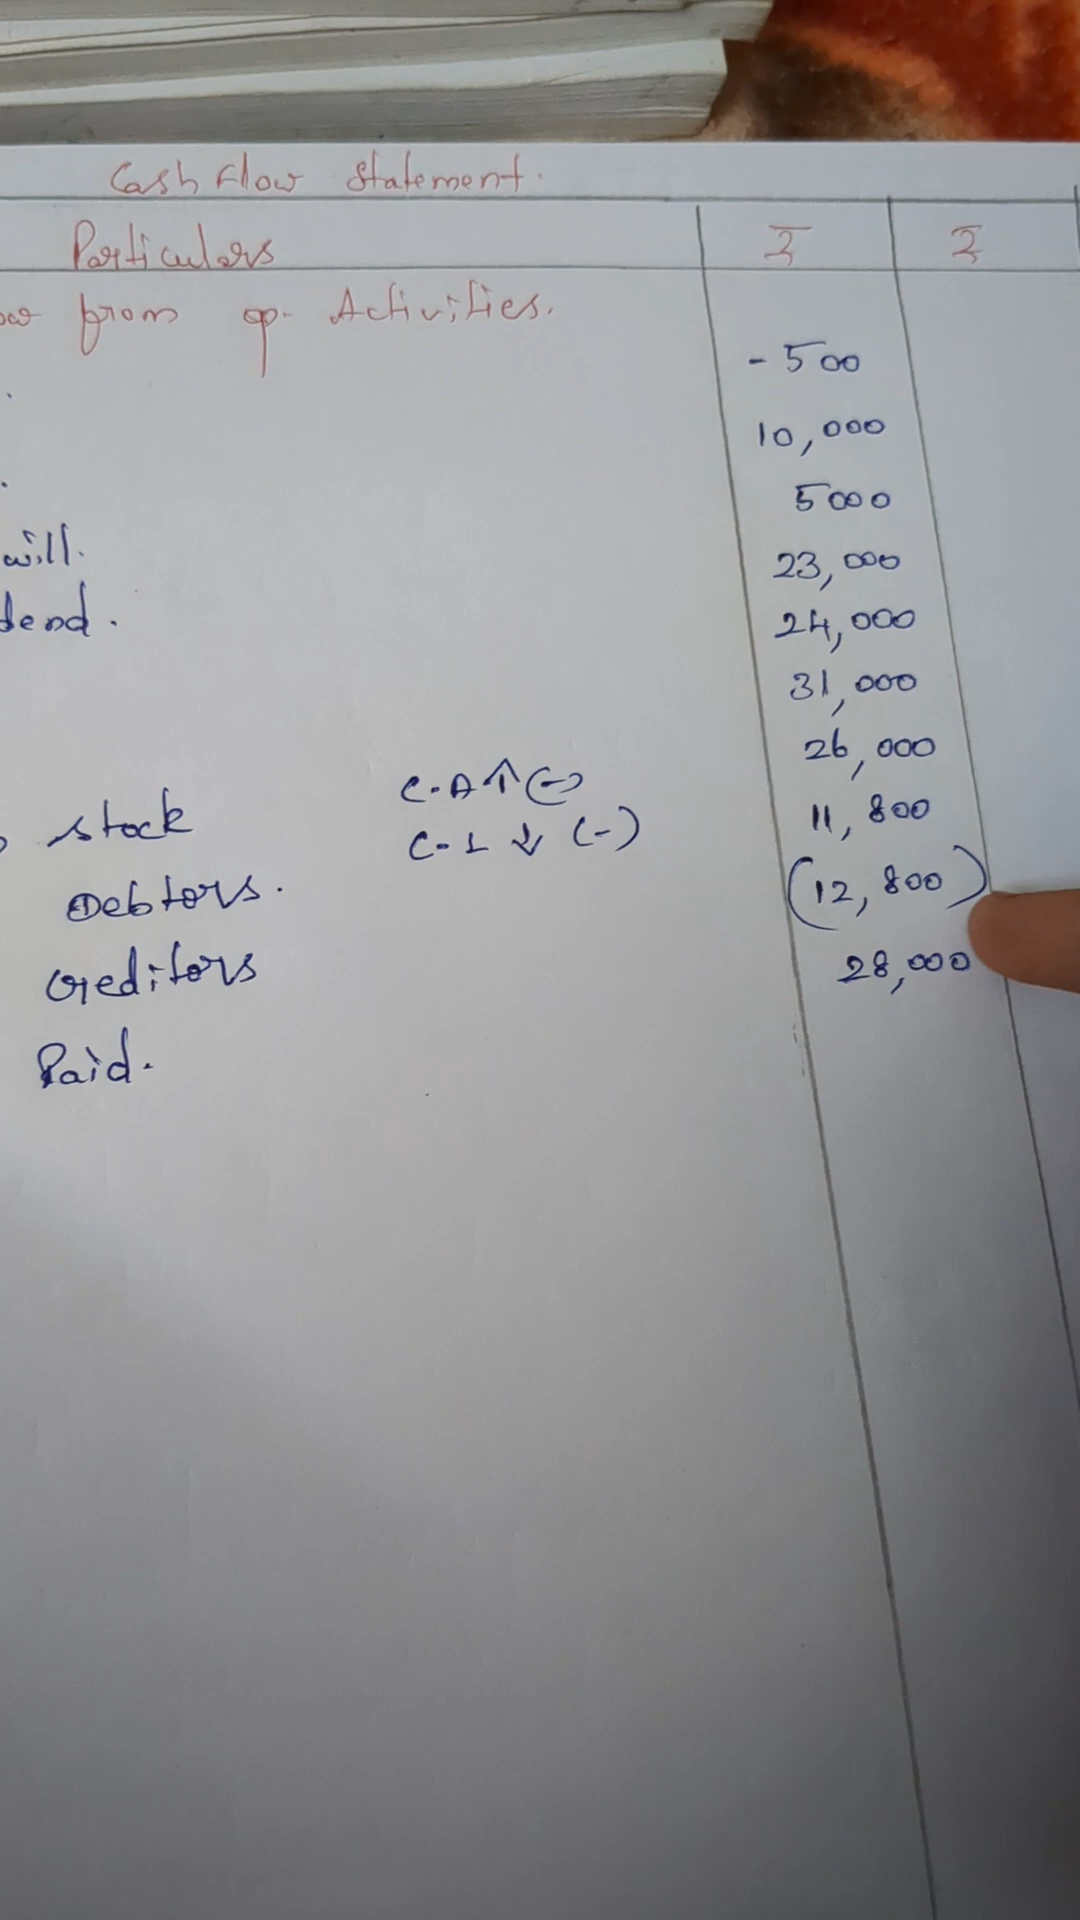 Cash Flow Statement.
Particulars ₹ ₹
from op. Activities.
- 500
10,000
5000
will. 23,000
dend. 24,000
31,000
26,000
C.A↑(-)
stock 11,800
C-L ↓ (-)
Debtors. (12,800)
Creditors 28,000
Paid.